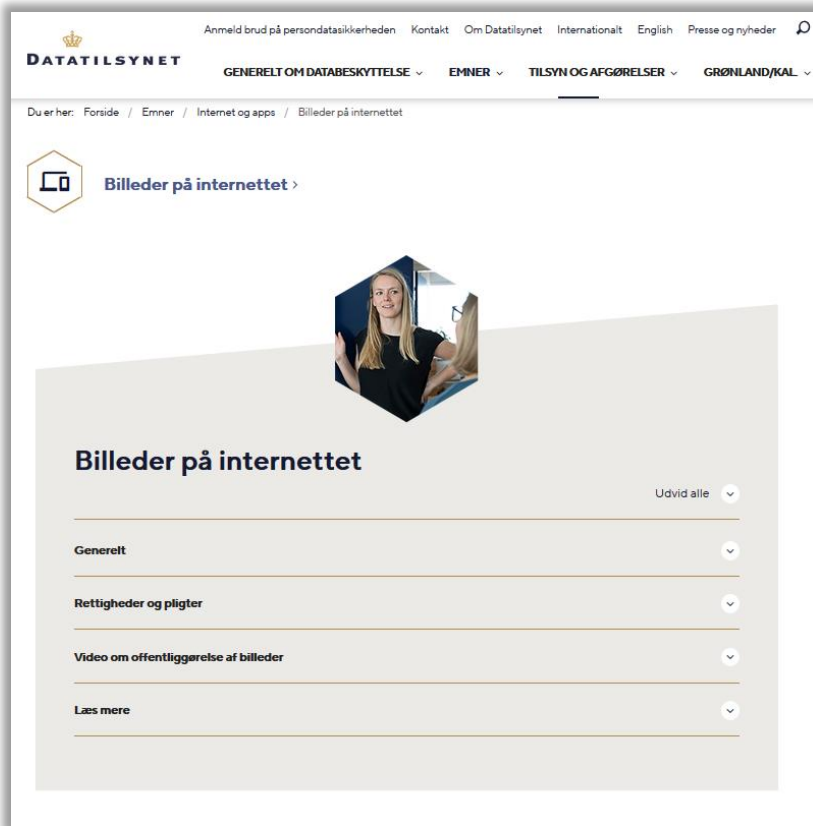 Anmeld brud på persondatasikkerheden Kontakt Om Datatilsynet Internationalt English Presse og nyheder
DATATILSYNET
GENERELT OM DATABESKYTTELSE EMNER TILSYN OG AFGØRELSER GRØNLAND/KAL
Du er her: Forside / Emner / Internet og apps / Billeder på internettet
Billeder på internettet >
Billeder på internettet
Udvid alle
Generelt
Rettigheder og pligter
Video om offentliggørelse af billeder
Læs mere